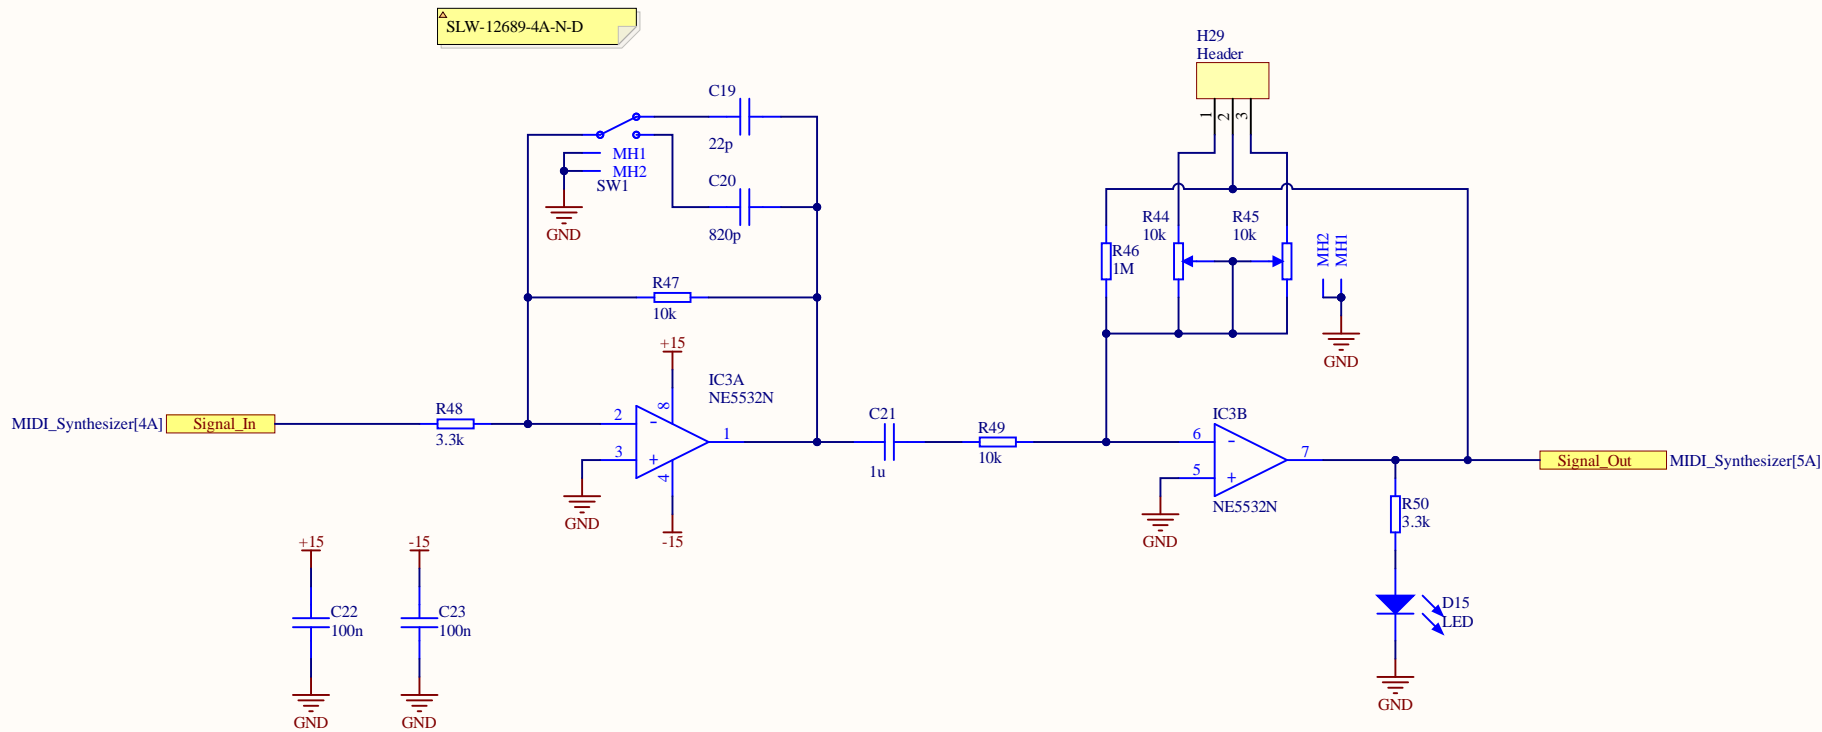 SLW-12689-4A-N-D
H29
Header
1
2
3
C19
22p
MH1
MH2
SW1
GND
C20
820p
R44
10k
R45
10k
R46
1M
MH2
MH1
GND
R47
10k
+15
IC3A
NE5532N
8
MIDI_Synthesizer[4A]
Signal_In
R48
3.3k
2
3
-
+
1
4
GND
-15
C21
1u
R49
10k
IC3B
6
5
-
+
7
NE5532N
GND
Signal_Out
MIDI_Synthesizer[5A]
R50
3.3k
D15
LED
GND
+15
C22
100n
GND
-15
C23
100n
GND